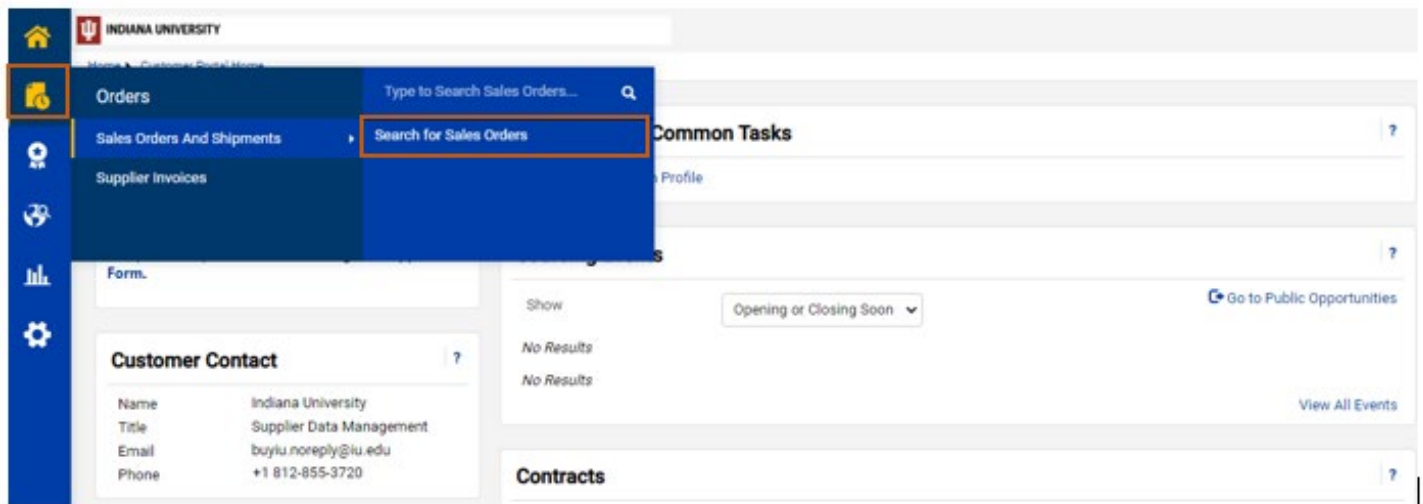 INDIANA UNIVERSITY
Home Customer Portal Home
Orders
Type to Search Sales Orders...
Sales Orders And Shipments
Search for Sales Orders
Supplier Invoices
Common Tasks
?
Profile
s
?
Form.
Show
Opening or Closing Soon
Go to Public Opportunities
No Results
No Results
View All Events
Customer Contact
?
Name Indiana University
Title Supplier Data Management
Email buyiu.noreply@iu.edu
Phone +1 812-855-3720
Contracts
?